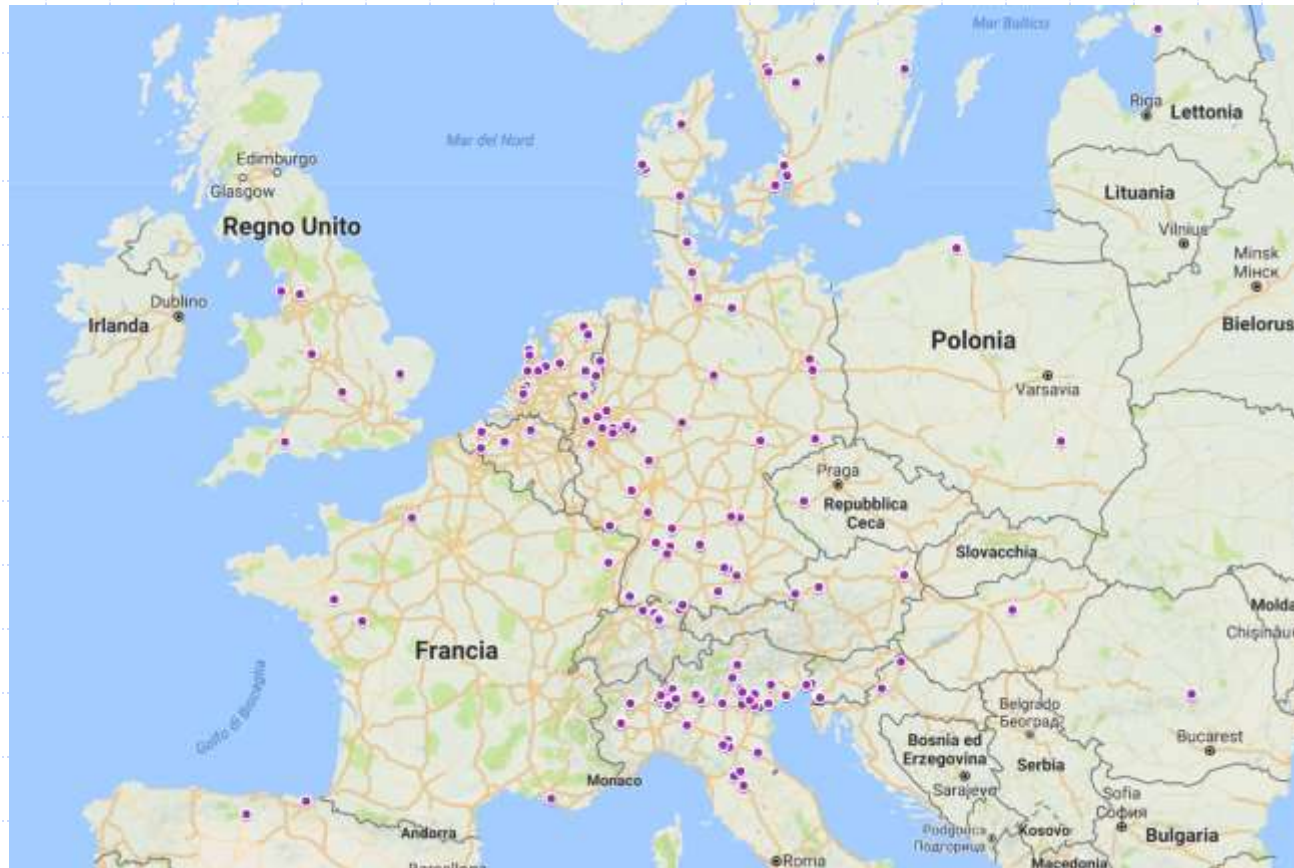 Mar Baltico
Riga
Lettonia
Mar del Nord
Edimburgo
Glasgow
Lituania
Regno Unito
Vilnius
Minsk
Мінск
Dublino
Irlanda
Bielorus
Polonia
Varsavia
Praga
Repubblica
Ceca
Slovacchia
Molda
Chișinău
Francia
Golfo di Biscaglia
Belgrado
Београд
Bucarest
Bosnia ed
Erzegovina
Serbia
Monaco
Sarajevo
Sofia
София
Andorra
Podgorica
Подгорица
Kosovo
Bulgaria
Barcellona
Roma
Macedonia